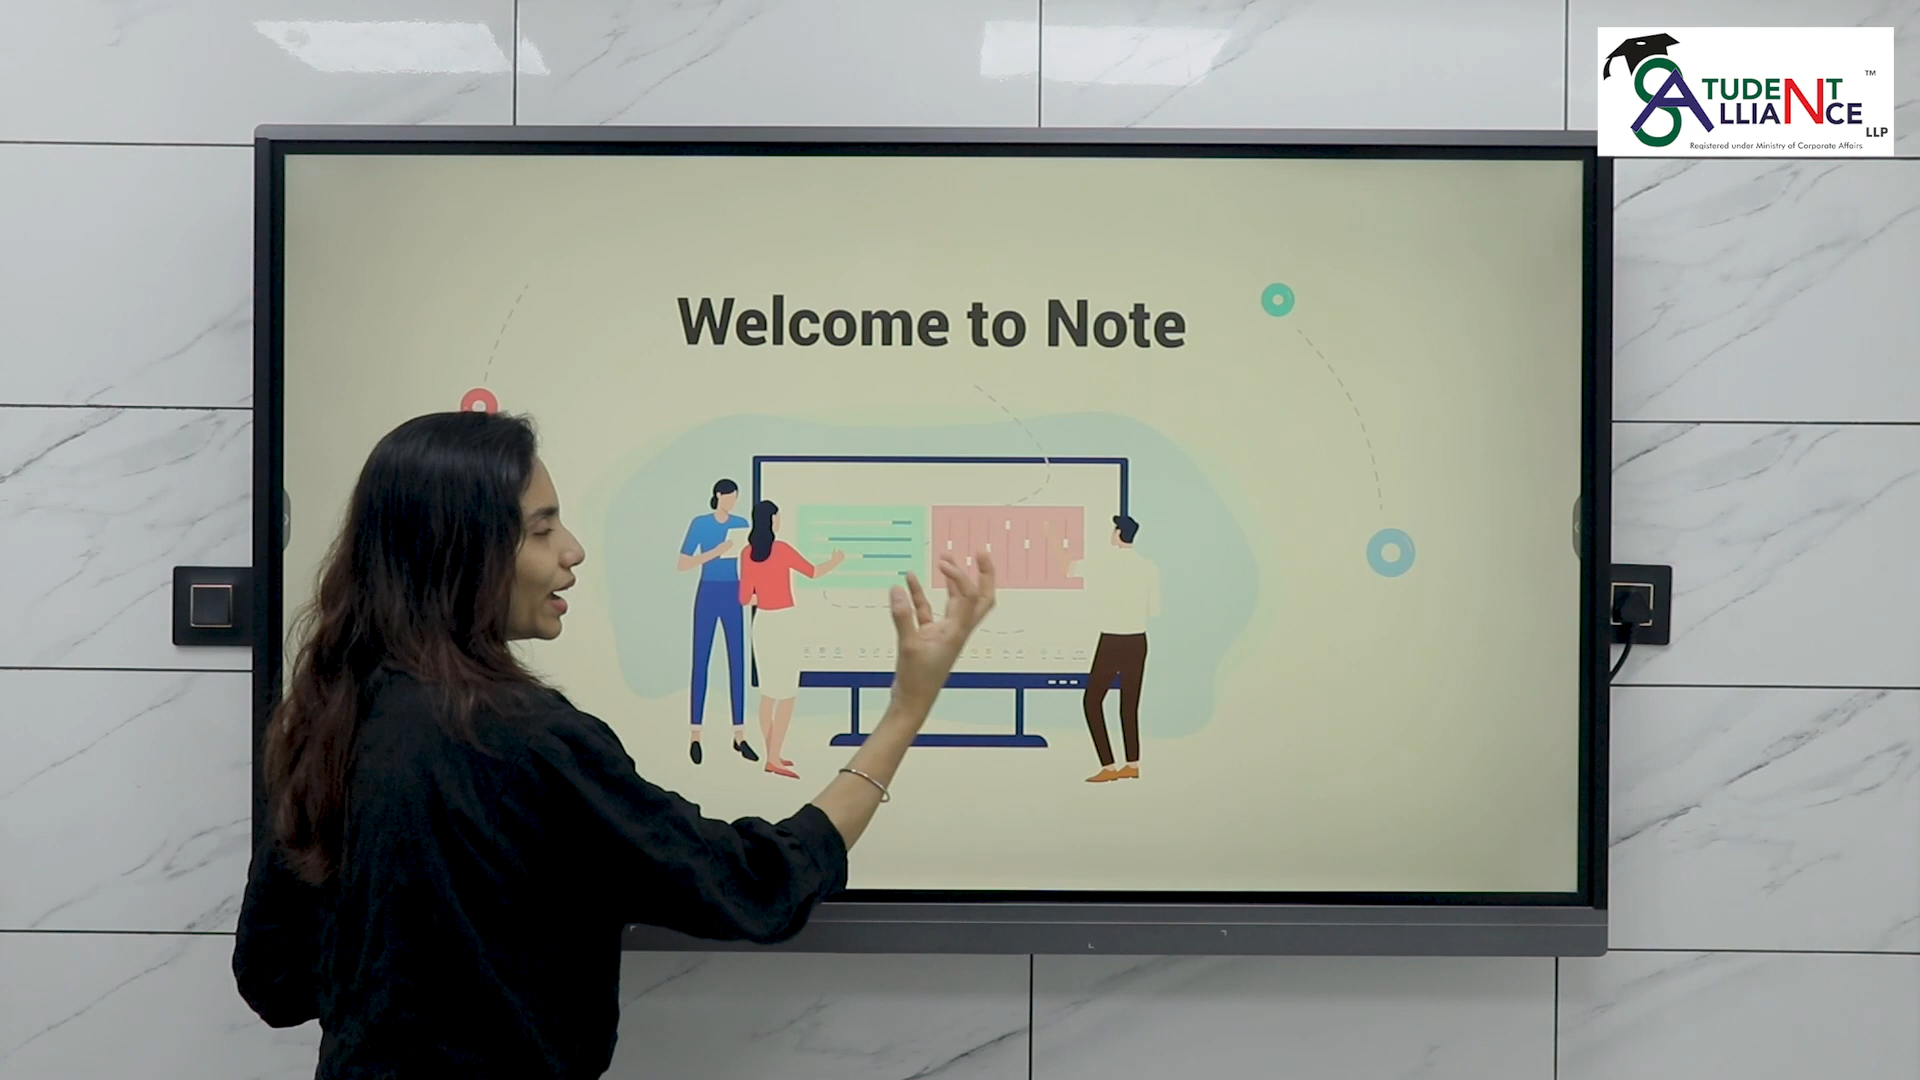 STUDENT
ALLIANCE
TM
LLP
Registered under Ministry of Corporate Affairs
Welcome to Note